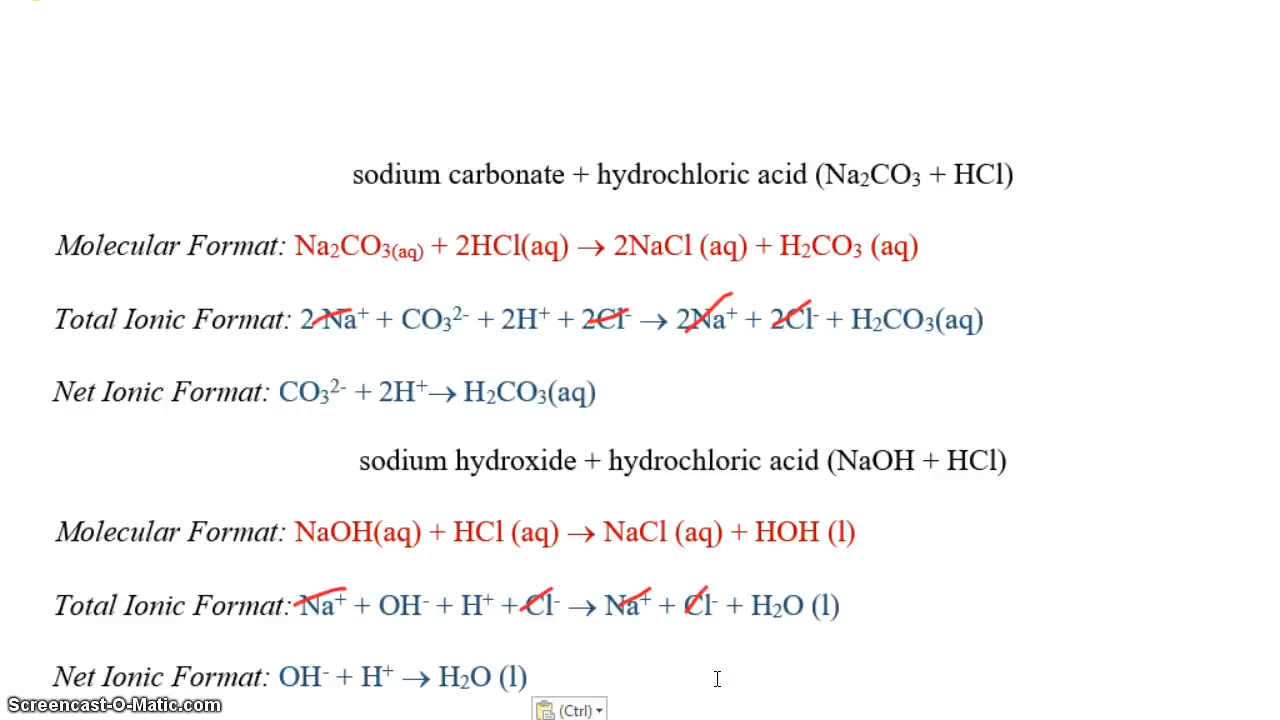 sodium carbonate + hydrochloric acid (Na₂CO₃ + HCl)
Molecular Format: Na₂CO₃₍aq₎ + 2HCl(aq) → 2NaCl (aq) + H₂CO₃ (aq)
Total Ionic Format: 2 Na⁺ + CO₃²⁻ + 2H⁺ + 2Cl⁻ → 2Na⁺ + 2Cl⁻ + H₂CO₃(aq)
Net Ionic Format: CO₃²⁻ + 2H⁺→ H₂CO₃(aq)
sodium hydroxide + hydrochloric acid (NaOH + HCl)
Molecular Format: NaOH(aq) + HCl (aq) → NaCl (aq) + HOH (l)
Total Ionic Format: Na⁺ + OH⁻ + H⁺ + Cl⁻ → Na⁺ + Cl⁻ + H₂O (l)
Net Ionic Format: OH⁻ + H⁺ → H₂O (l)
Screencast-O-Matic.com
(Ctrl)